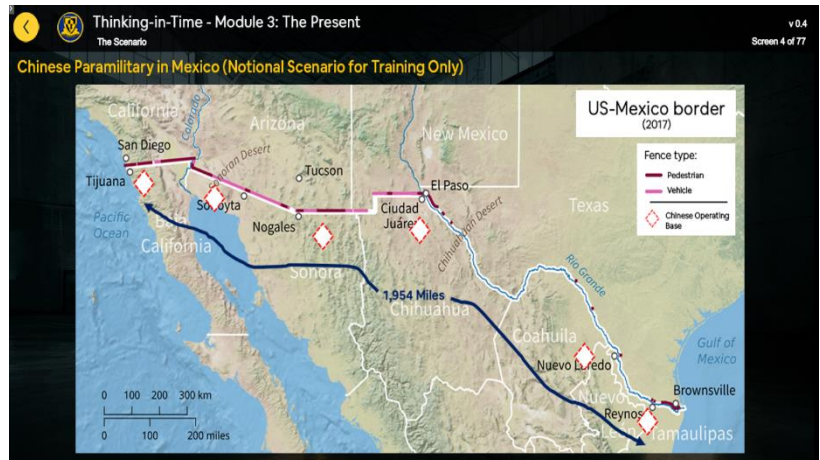 Thinking-in-Time - Module 3: The Present
The Scenario
v 0.4
Screen 4 of 77
Chinese Paramilitary in Mexico (Notional Scenario for Training Only)
US-Mexico border
(2017)
Fence type:
Pedestrian
Vehicle
Chinese Operating
Base
California
Arizona
New Mexico
Texas
Colorado
San Diego
Tijuana
Sonoran Desert
Tucson
Nogales
El Paso
Ciudad
Juárez
Chihuahuan Desert
Pacific
Ocean
Baja
California
Sonora
1,954 Miles
Chihuahua
Rio Grande
Coahuila
Nuevo Laredo
Gulf of
Mexico
Brownsville
Nuevo
Reynos
León
Tamaulipas
0 100 200 300 km
0 100 200 miles